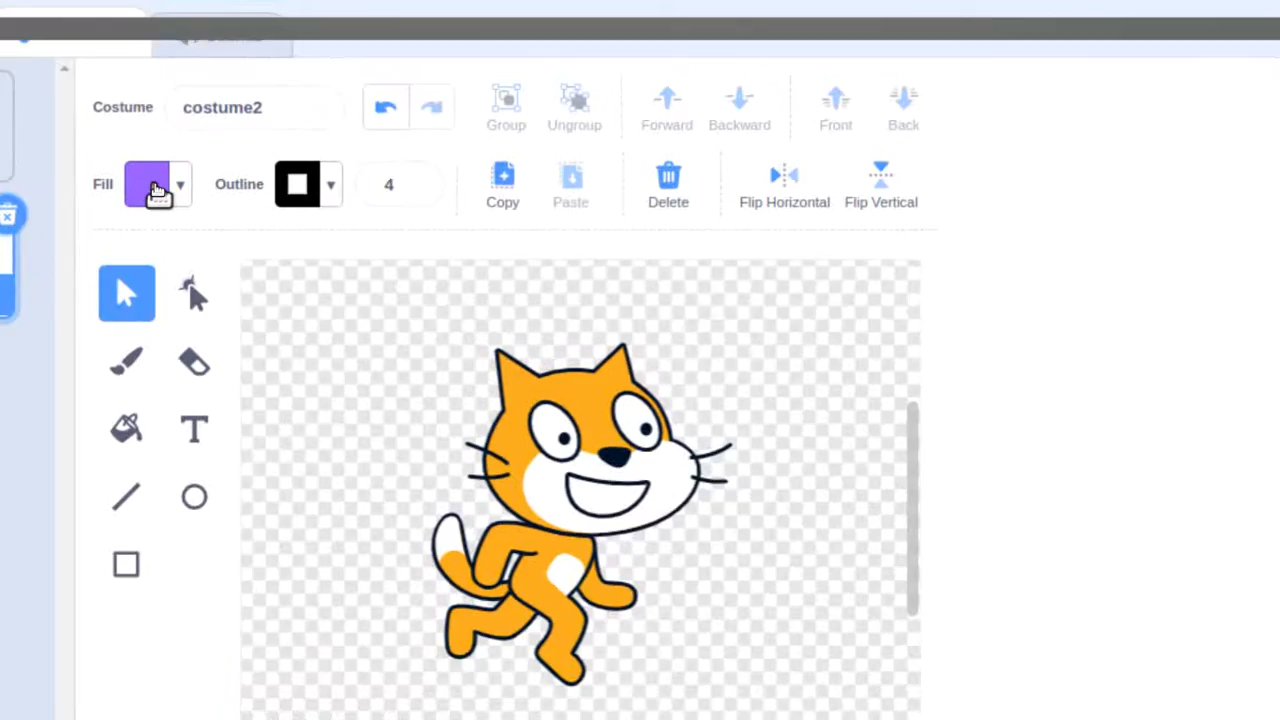 Costume costume2
Group Ungroup Forward Backward Front Back
Fill Outline 4
Copy Paste Delete Flip Horizontal Flip Vertical
T